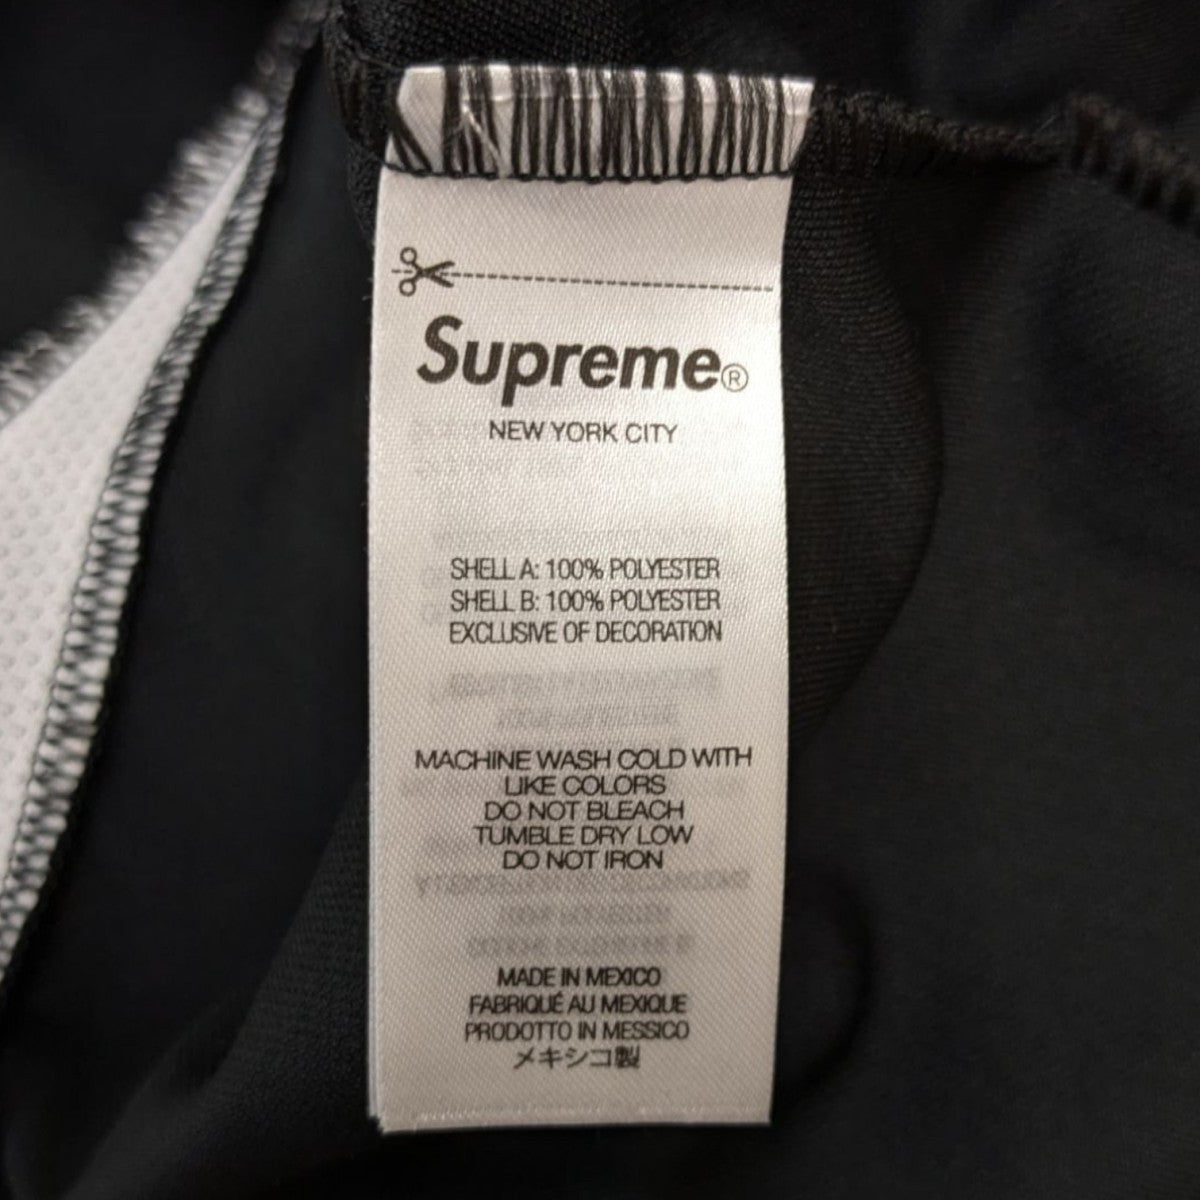 Supreme®
NEW YORK CITY
SHELL A: 100% POLYESTER
SHELL B: 100% POLYESTER
EXCLUSIVE OF DECORATION
MACHINE WASH COLD WITH
LIKE COLORS
DO NOT BLEACH
TUMBLE DRY LOW
DO NOT IRON
MADE IN MEXICO
FABRIQUÉ AU MEXIQUE
PRODOTTO IN MESSICO
メキシコ製